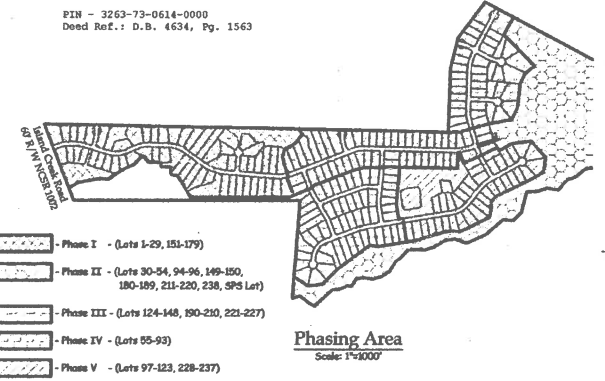 PIN - 3263-73-0614-0000
Deed Ref.: D.B. 4634, Pg. 1563
Island Creek Road
60' R/W NCSR 1002
- Phase I - (Lots 1-29, 151-179)
- Phase II - (Lots 30-54, 94-96, 149-150,
180-189, 211-220, 238, SPS Lot)
- Phase III - (Lots 124-148, 190-210, 221-227)
- Phase IV - (Lots 55-93)
- Phase V - (Lots 97-123, 228-237)
Phasing Area
Scale: 1"=1000'